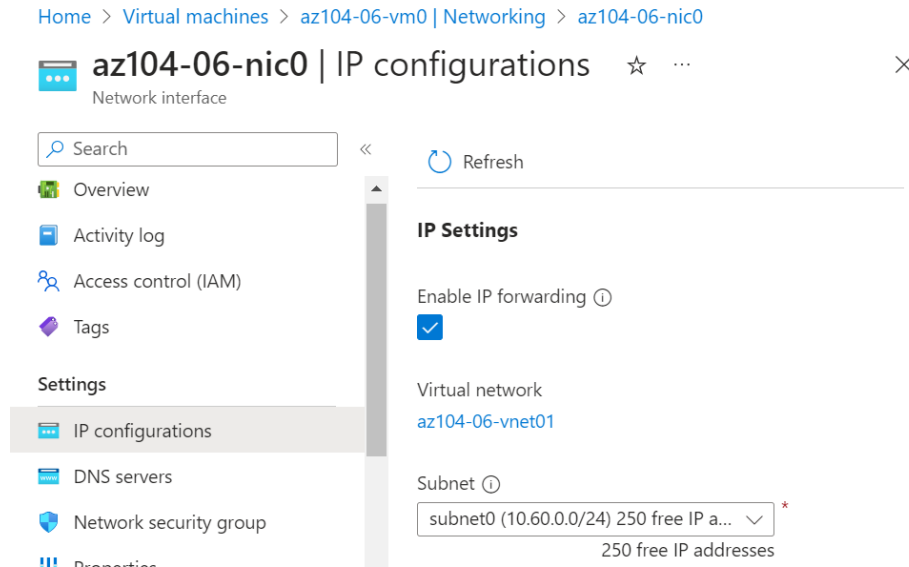 Home > Virtual machines > az104-06-vm0 | Networking > az104-06-nic0
az104-06-nic0 | IP configurations
Network interface
Search
Overview
Activity log
Access control (IAM)
Tags
Settings
IP configurations
DNS servers
Network security group
Properties
Refresh
IP Settings
Enable IP forwarding
Virtual network
az104-06-vnet01
Subnet
subnet0 (10.60.0.0/24) 250 free IP a... *
250 free IP addresses